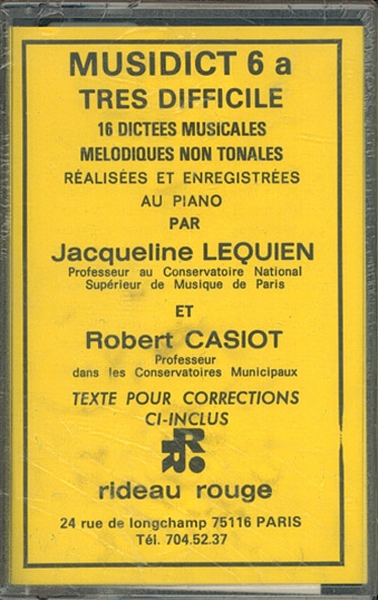 MUSIDICT 6 a
TRES DIFFICILE
16 DICTEES MUSICALES
MELODIQUES NON TONALES
RÉALISÉES ET ENREGISTRÉES
AU PIANO
PAR
Jacqueline LEQUIEN
Professeur au Conservatoire National
Supérieur de Musique de Paris
ET
Robert CASIOT
Professeur
dans les Conservatoires Municipaux
TEXTE POUR CORRECTIONS
CI-INCLUS
rideau rouge
24 rue de longchamp 75116 PARIS
Tél. 704.52.37